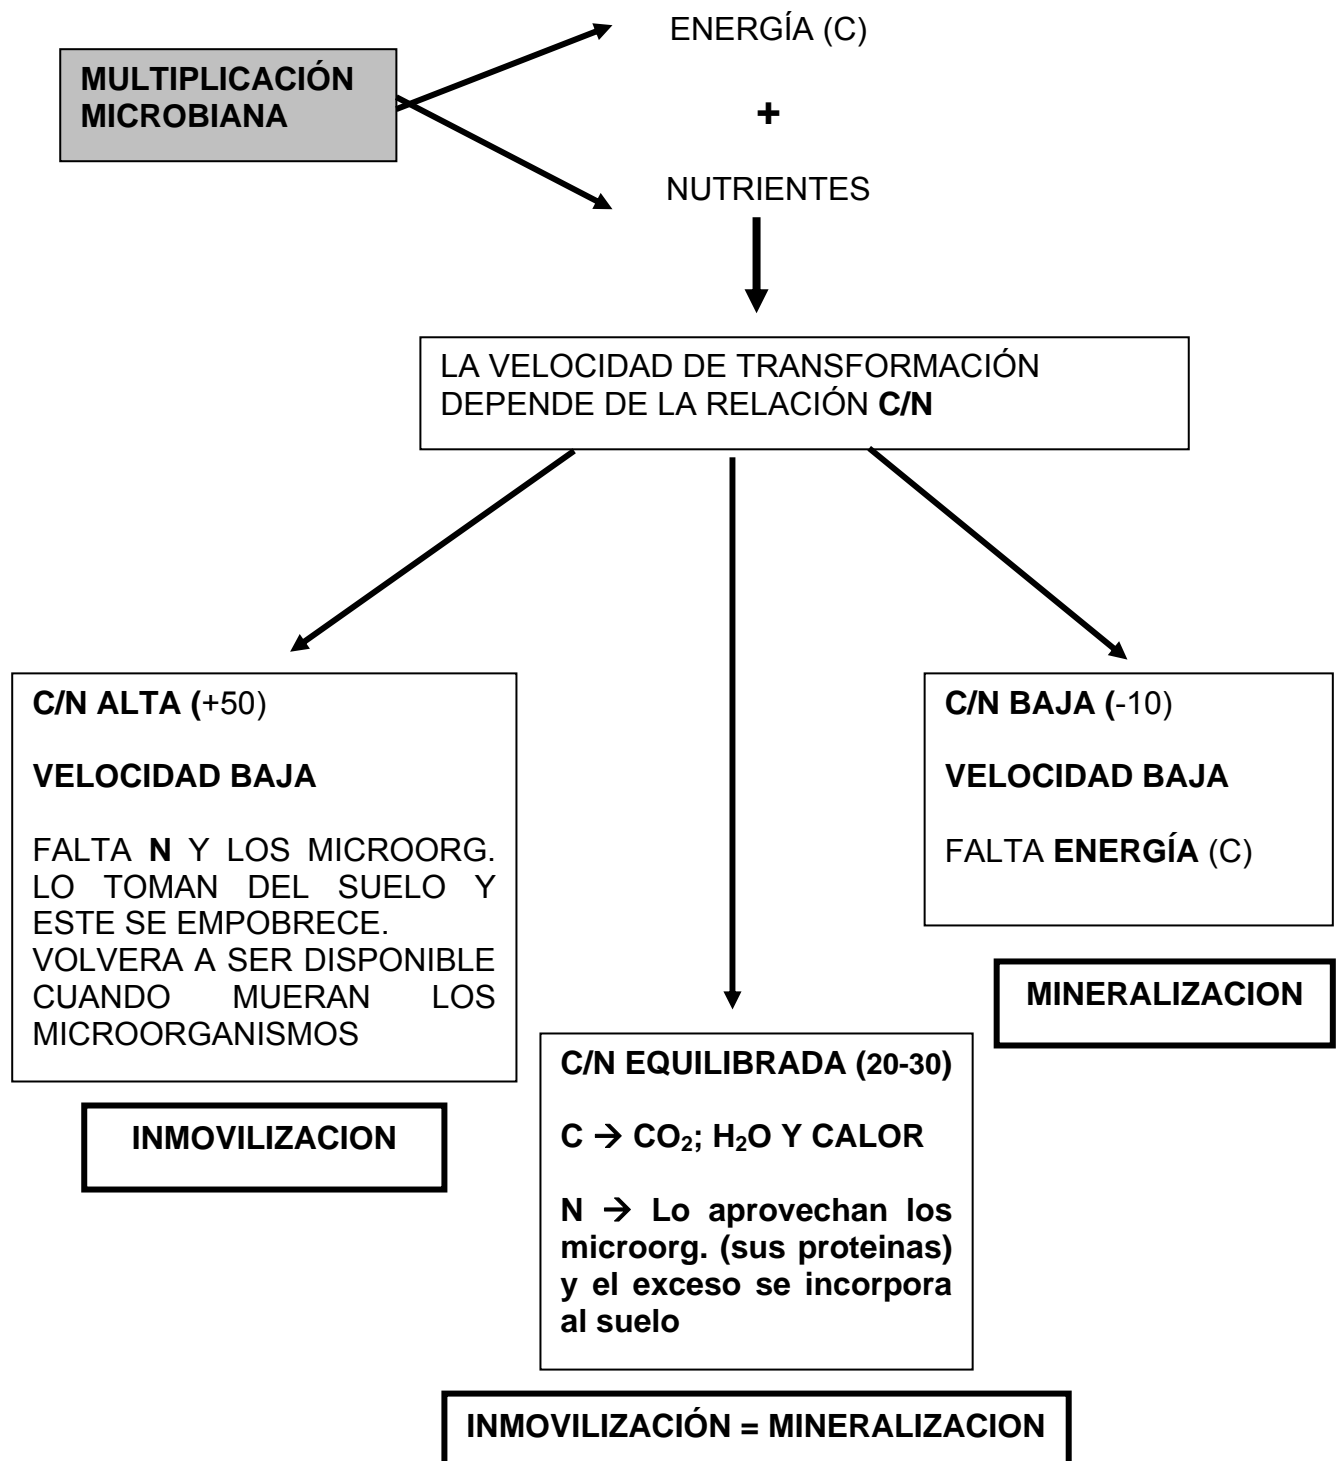 ENERGÍA (C)
MULTIPLICACIÓN
MICROBIANA
+
NUTRIENTES
LA VELOCIDAD DE TRANSFORMACIÓN
DEPENDE DE LA RELACIÓN C/N
C/N ALTA (+50)
VELOCIDAD BAJA
FALTA N Y LOS MICROORG.
LO TOMAN DEL SUELO Y
ESTE SE EMPOBRECE.
VOLVERA A SER DISPONIBLE
CUANDO MUERAN LOS
MICROORGANISMOS
INMOVILIZACION
C/N EQUILIBRADA (20-30)
C → CO₂; H₂O Y CALOR
N → Lo aprovechan los
microorg. (sus proteinas)
y el exceso se incorpora
al suelo
INMOVILIZACIÓN = MINERALIZACION
C/N BAJA (-10)
VELOCIDAD BAJA
FALTA ENERGÍA (C)
MINERALIZACION